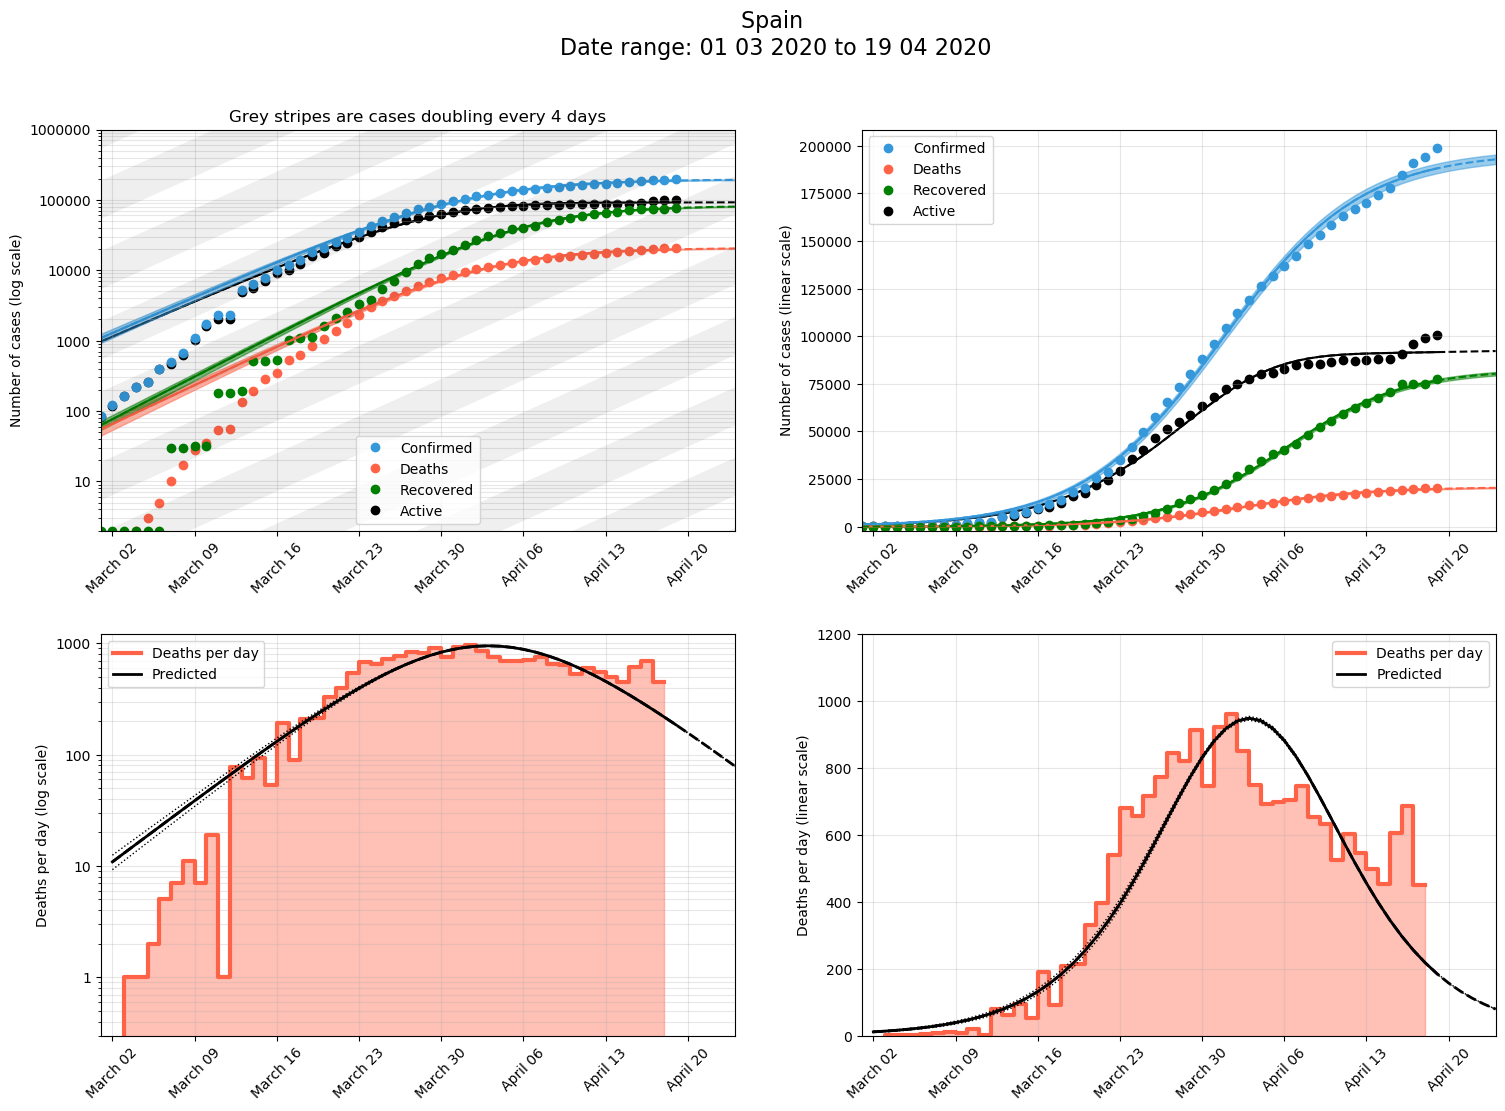 Spain
Date range: 01 03 2020 to 19 04 2020
Grey stripes are cases doubling every 4 days
Number of cases (log scale)
1000000
100000
10000
1000
100
10
Confirmed
Deaths
Recovered
Active
March 02
March 09
March 16
March 23
March 30
April 06
April 13
April 20
Number of cases (linear scale)
200000
175000
150000
125000
100000
75000
50000
25000
0
Confirmed
Deaths
Recovered
Active
March 02
March 09
March 16
March 23
March 30
April 06
April 13
April 20
Deaths per day (log scale)
1000
100
10
1
Deaths per day
Predicted
March 02
March 09
March 16
March 23
March 30
April 06
April 13
April 20
Deaths per day (linear scale)
1200
1000
800
600
400
200
0
Deaths per day
Predicted
March 02
March 09
March 16
March 23
March 30
April 06
April 13
April 20